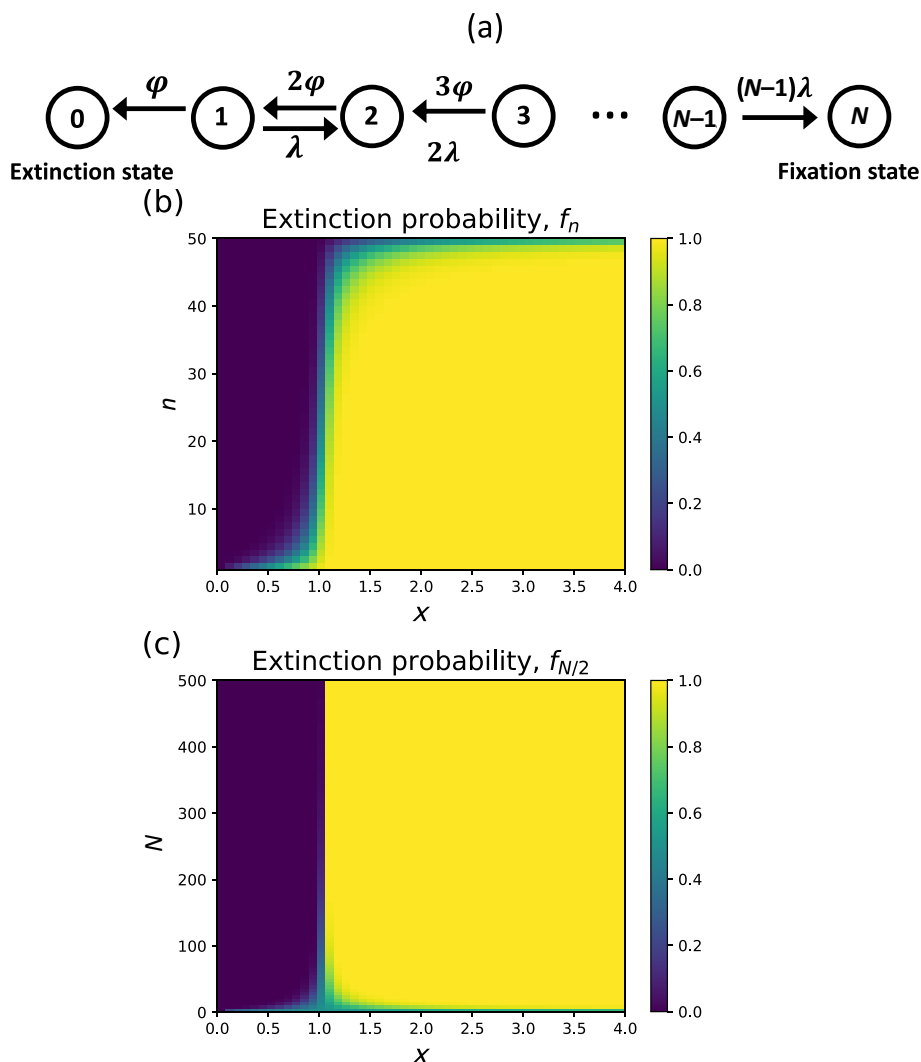 (a)
φ 2φ 3φ (N–1)λ
0 1 2 3 ... N–1 N
λ 2λ
Extinction state Fixation state
(b)
Extinction probability, fn
50
40
30
20
10
n
0.0 0.5 1.0 1.5 2.0 2.5 3.0 3.5 4.0
x
1.0
0.8
0.6
0.4
0.2
0.0
(c)
Extinction probability, fN/2
500
400
300
200
100
0
N
0.0 0.5 1.0 1.5 2.0 2.5 3.0 3.5 4.0
x
1.0
0.8
0.6
0.4
0.2
0.0